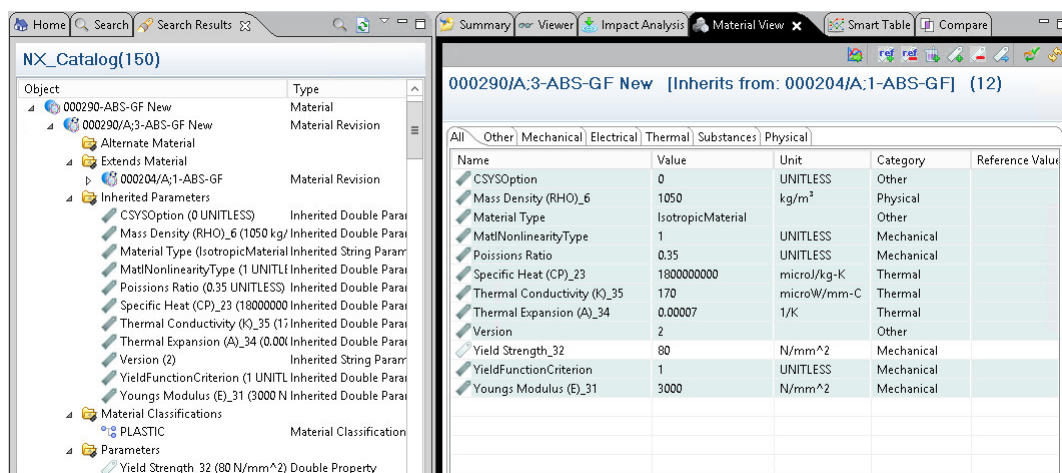 Home Search Search Results
NX_Catalog(150)
Object Type
000290-ABS-GF New Material
000290/A;3-ABS-GF New Material Revision
Alternate Material
Extends Material
000204/A;1-ABS-GF Material Revision
Inherited Parameters
CSYSOption (0 UNITLESS) Inherited Double Para
Mass Density (RHO)_6 (1050 kg/ Inherited Double Para
Material Type (IsotropicMaterial Inherited String Param
MatlNonlinearityType (1 UNITLE Inherited Double Para
Poissions Ratio (0.35 UNITLESS) Inherited Double Para
Specific Heat (CP)_23 (18000000 Inherited Double Para
Thermal Conductivity (K)_35 (17 Inherited Double Para
Thermal Expansion (A)_34 (0.000 Inherited Double Para
Version (2) Inherited String Param
YieldFunctionCriterion (1 UNITL Inherited Double Para
Youngs Modulus (E)_31 (3000 N Inherited Double Para
Material Classifications
PLASTIC Material Classification
Parameters
Yield Strength_32 (80 N/mm^2) Double Property
Summary Viewer Impact Analysis Material View Smart Table Compare
ref ref
000290/A;3-ABS-GF New [Inherits from: 000204/A;1-ABS-GF] (12)
All Other Mechanical Electrical Thermal Substances Physical
Name Value Unit Category Reference Value
CSYSOption 0 UNITLESS Other
Mass Density (RHO)_6 1050 kg/m³ Physical
Material Type IsotropicMaterial Other
MatlNonlinearityType 1 UNITLESS Mechanical
Poissions Ratio 0.35 UNITLESS Mechanical
Specific Heat (CP)_23 1800000000 microJ/kg-K Thermal
Thermal Conductivity (K)_35 170 microW/mm-C Thermal
Thermal Expansion (A)_34 0.00007 1/K Thermal
Version 2 Other
Yield Strength_32 80 N/mm^2 Mechanical
YieldFunctionCriterion 1 UNITLESS Mechanical
Youngs Modulus (E)_31 3000 N/mm^2 Mechanical